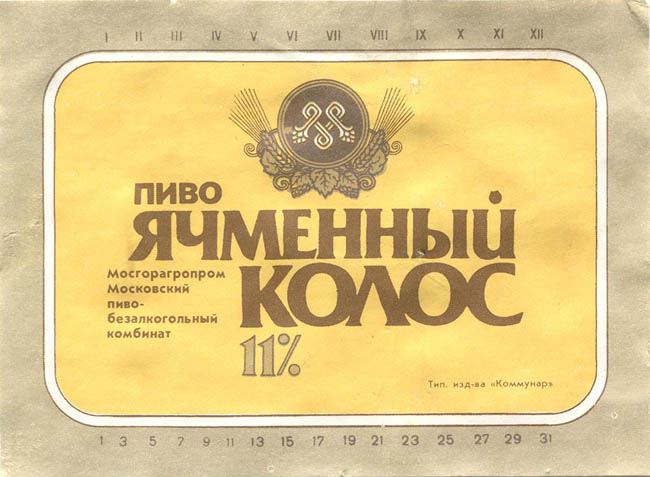 I II III IV V VI VII VIII IX X XI XII
ПИВО
ЯЧМЕННЫЙ
КОЛОС
Мосгорагропром
Московский
пиво-
безалкогольный
комбинат
11%
Тип. изд-ва «Коммунар»
1 3 5 7 9 11 13 15 17 19 21 23 25 27 29 31